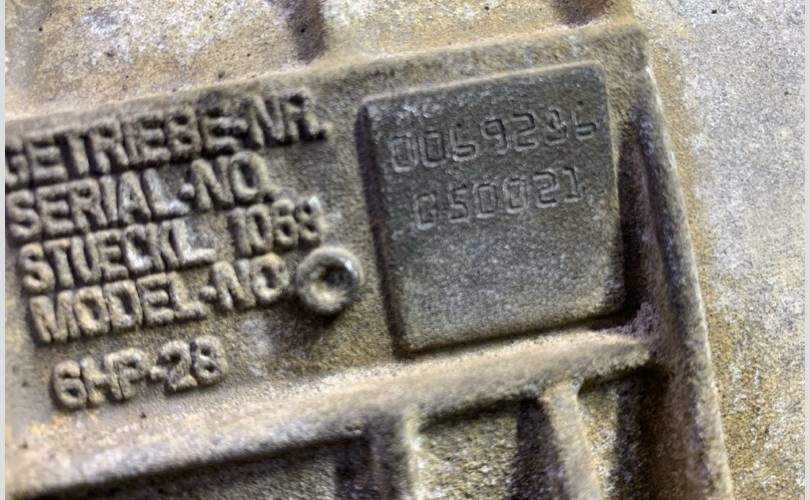 GETRIEBE-NR.
SERIAL-NO.
STUECKL. 1068
MODEL-NO
6HP-28
0069286
050021